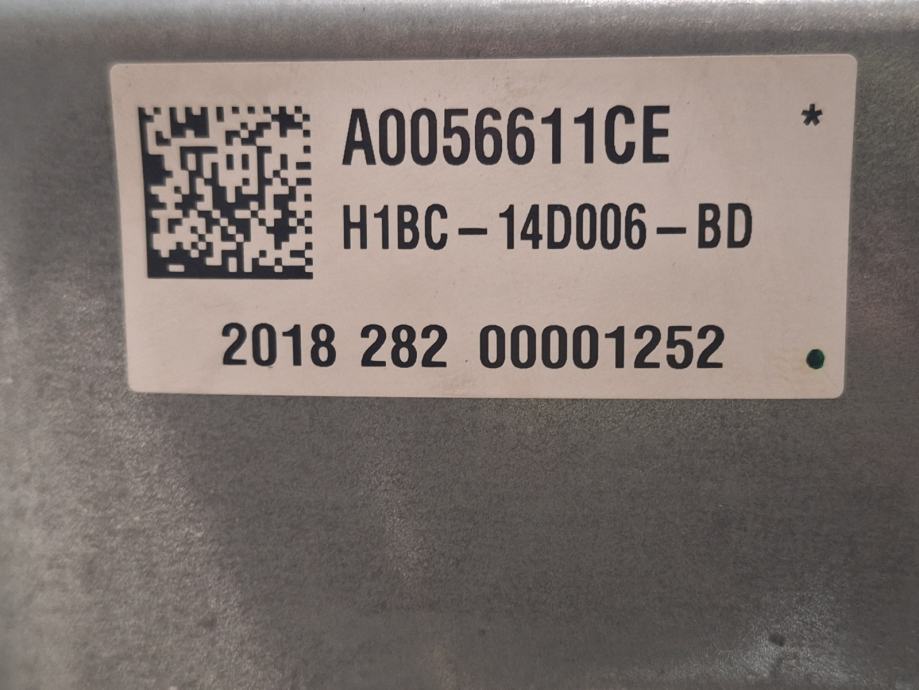 A0056611CE *
H1BC-14D006-BD
2018 282 00001252